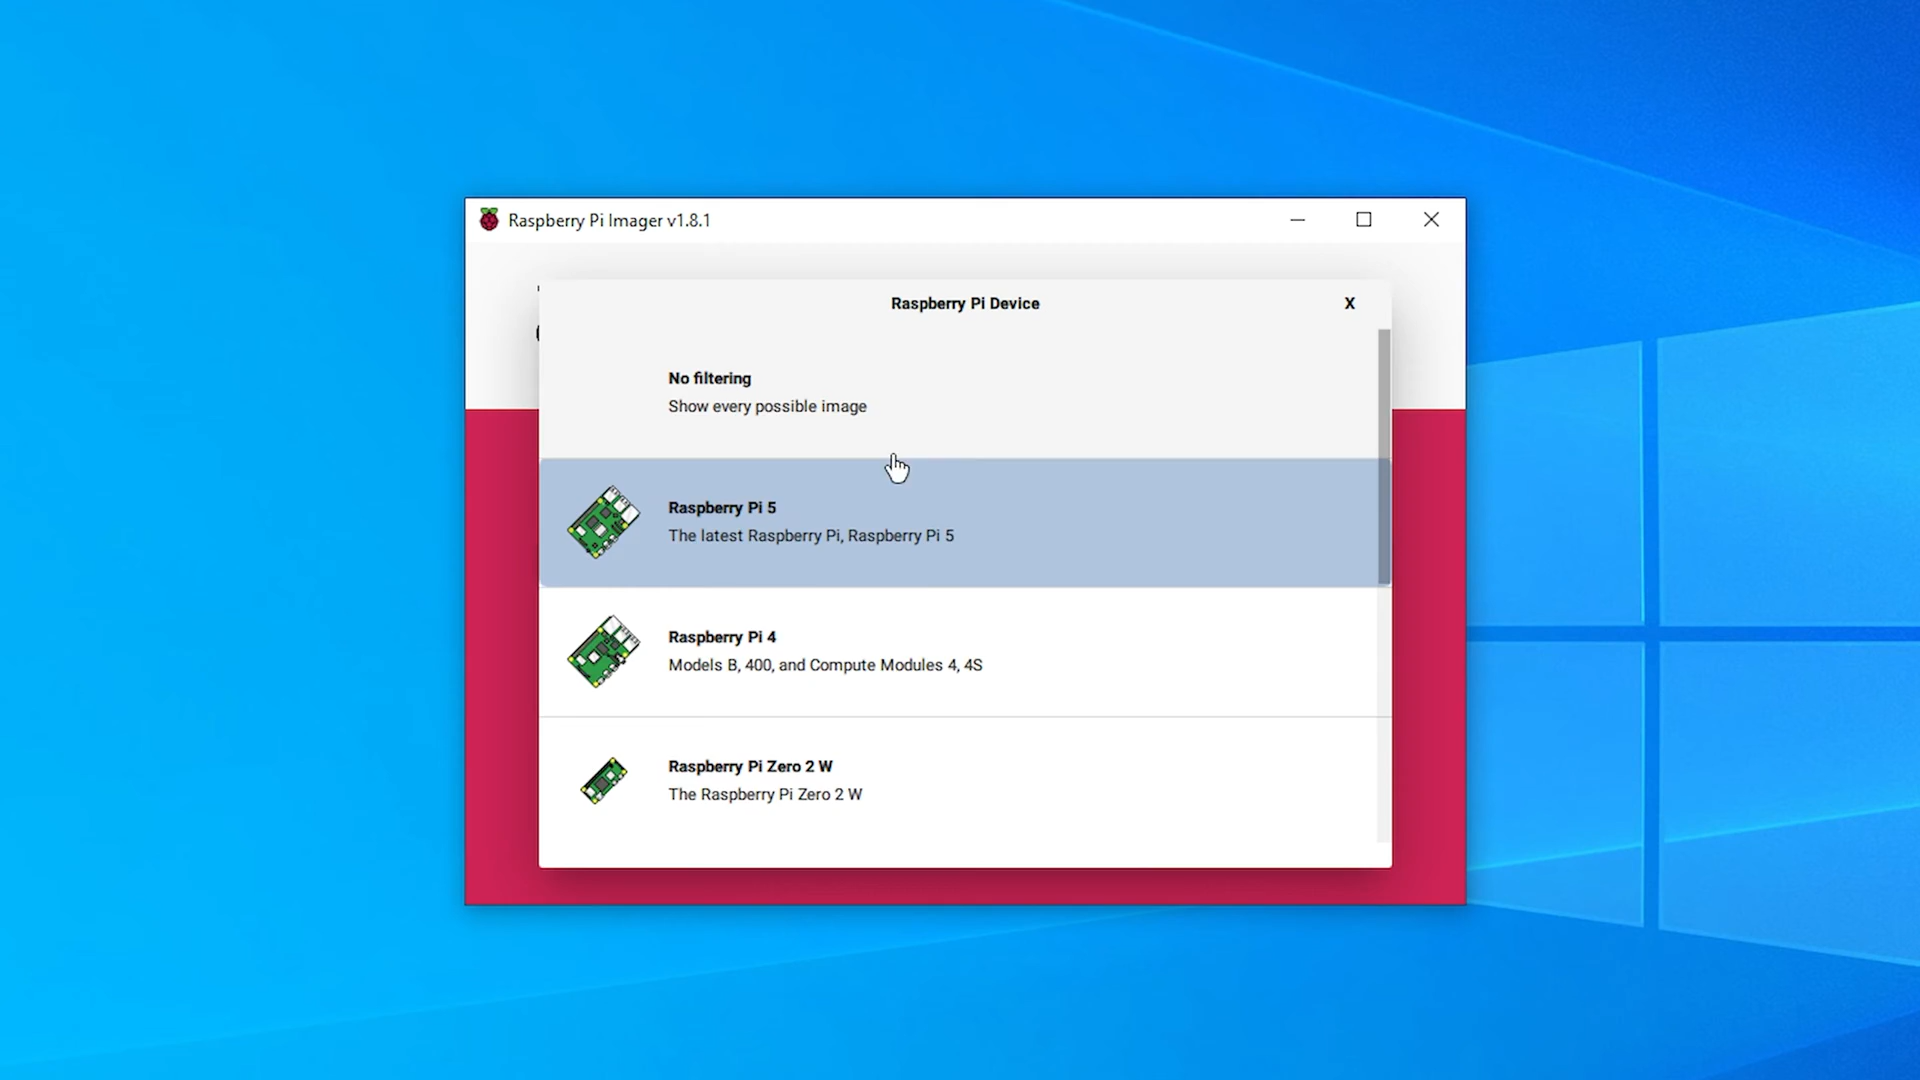 Raspberry Pi Imager v1.8.1
Raspberry Pi Device
X
No filtering
Show every possible image
Raspberry Pi 5
The latest Raspberry Pi, Raspberry Pi 5
Raspberry Pi 4
Models B, 400, and Compute Modules 4, 4S
Raspberry Pi Zero 2 W
The Raspberry Pi Zero 2 W